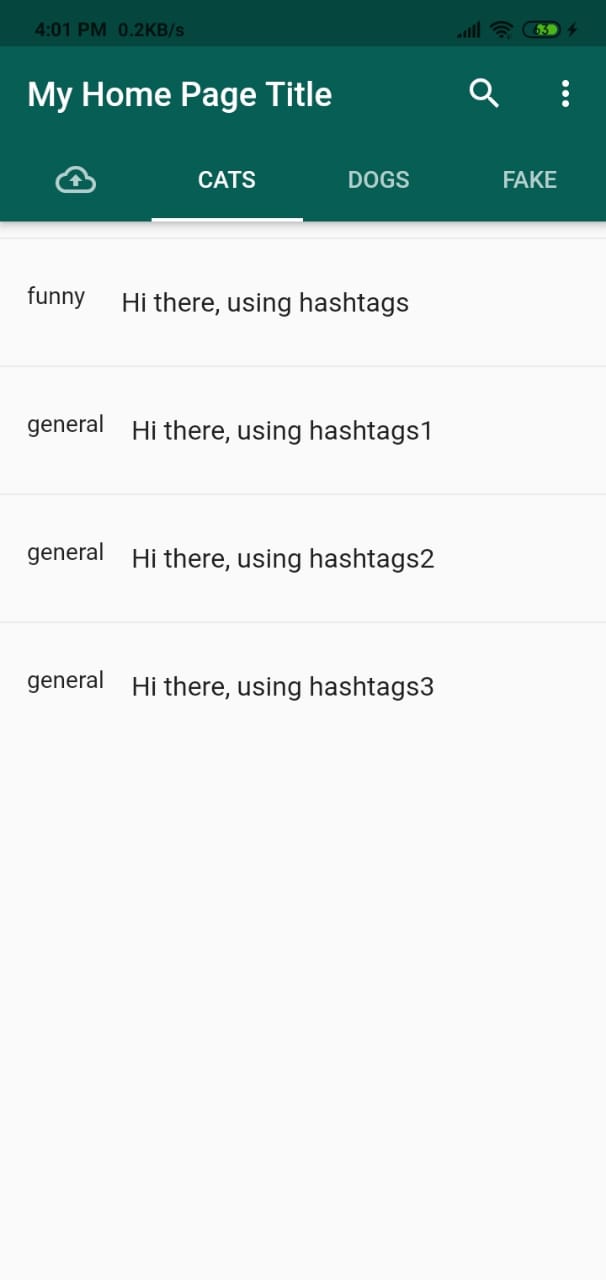 4:01 PM 0.2KB/s 63
My Home Page Title
CATS DOGS FAKE
funny Hi there, using hashtags
general Hi there, using hashtags1
general Hi there, using hashtags2
general Hi there, using hashtags3